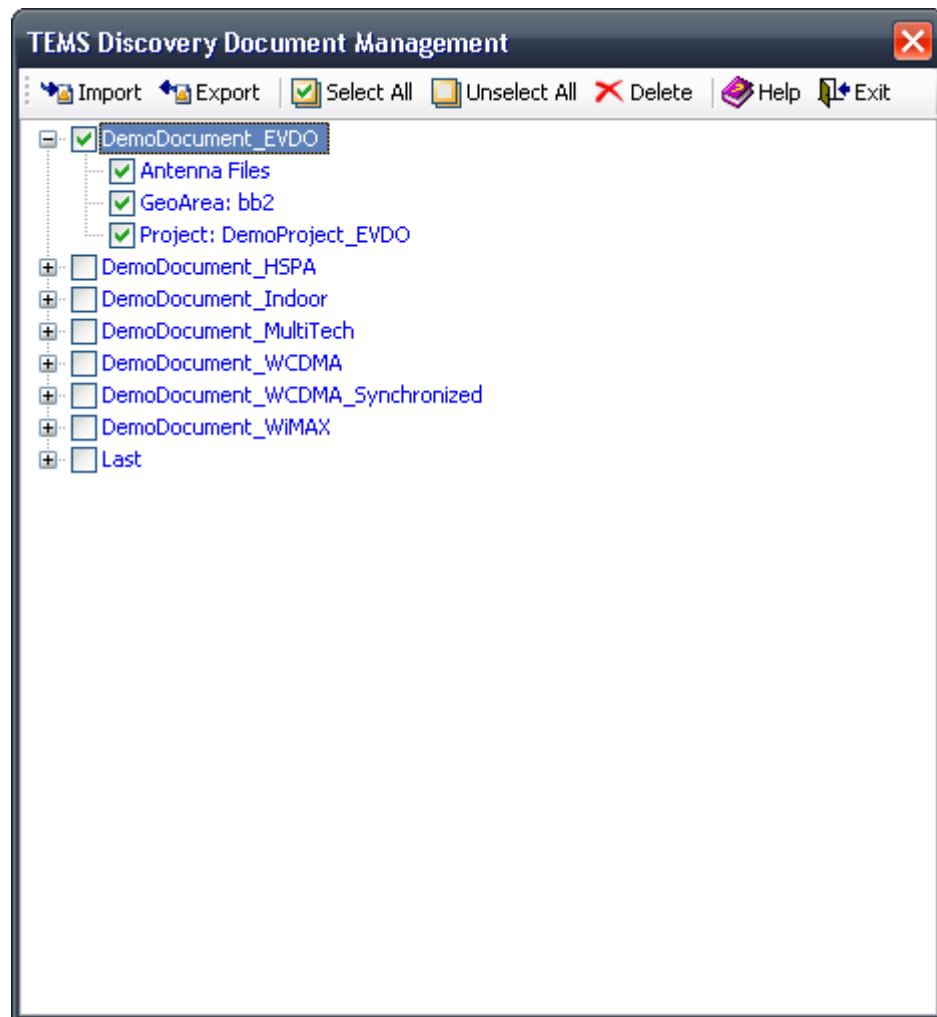 TEMS Discovery Document Management
Import Export Select All Unselect All Delete Help Exit
DemoDocument_EVDO
Antenna Files
GeoArea: bb2
Project: DemoProject_EVDO
DemoDocument_HSPA
DemoDocument_Indoor
DemoDocument_MultiTech
DemoDocument_WCDMA
DemoDocument_WCDMA_Synchronized
DemoDocument_WiMAX
Last